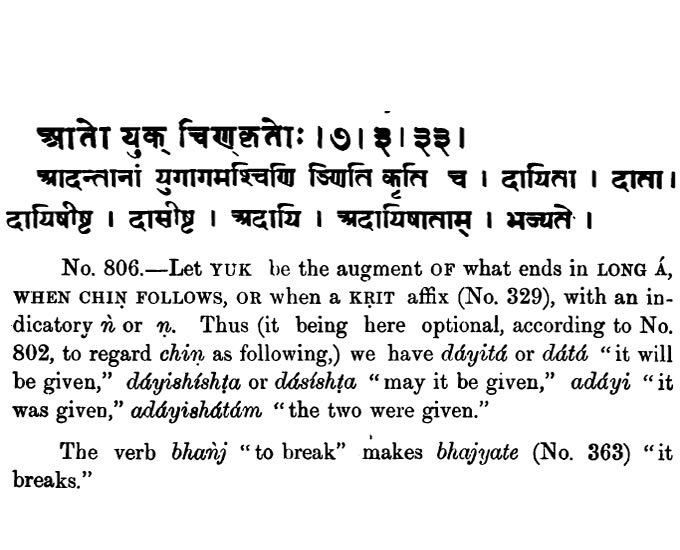 आतो युक् चिण्कृतोः । ७ । ३ । ३३ ।
आदन्तानां युगागमश्चिणि ञ्णिति कृति च । दायिता । दाता ।
दायिषीष्ट । दासीष्ट । अदायि । अदायिषाताम् । भज्यते ।
No. 806.—Let YUK be the augment OF what ends in LONG Á,
WHEN CHIṆ FOLLOWS, OR when a KṚIT affix (No. 329), with an in-
dicatory ṅ or ṇ. Thus (it being here optional, according to No.
802, to regard chiṇ as following,) we have dáyitá or dátá “it will
be given,” dáyishíshṭa or dásíshṭa “may it be given,” adáyi “it
was given,” adáyishátám “the two were given.”
The verb bhaṅj “to break” makes bhajyate (No. 363) “it
breaks.”